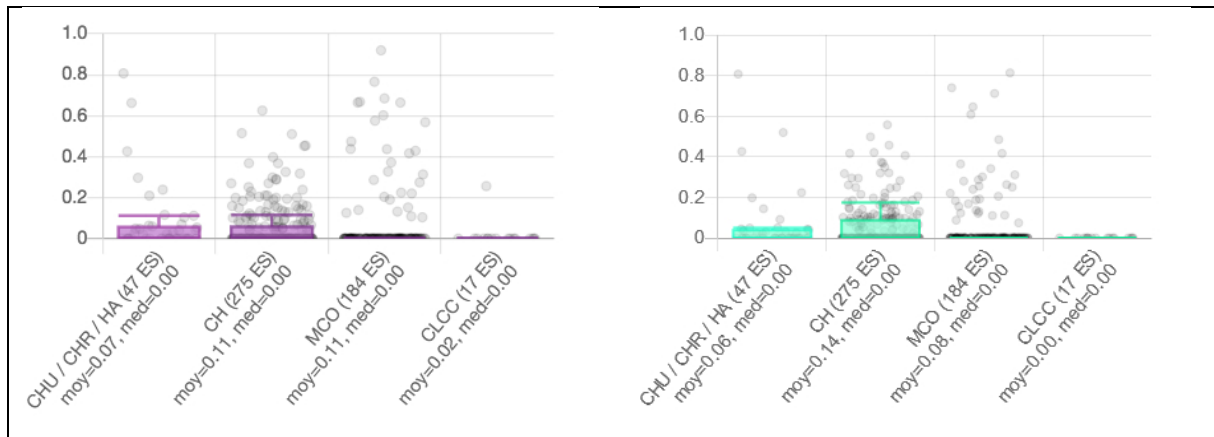 1.0
0.8
0.6
0.4
0.2
0
CHU / CHR / HA (47 ES)
moy=0.07, med=0.00
CH (275 ES)
moy=0.11, med=0.00
MCO (184 ES)
moy=0.11, med=0.00
CLCC (17 ES)
moy=0.02, med=0.00
1.0
0.8
0.6
0.4
0.2
0
CHU / CHR / HA (47 ES)
moy=0.06, med=0.00
CH (275 ES)
moy=0.14, med=0.00
MCO (184 ES)
moy=0.08, med=0.00
CLCC (17 ES)
moy=0.00, med=0.00